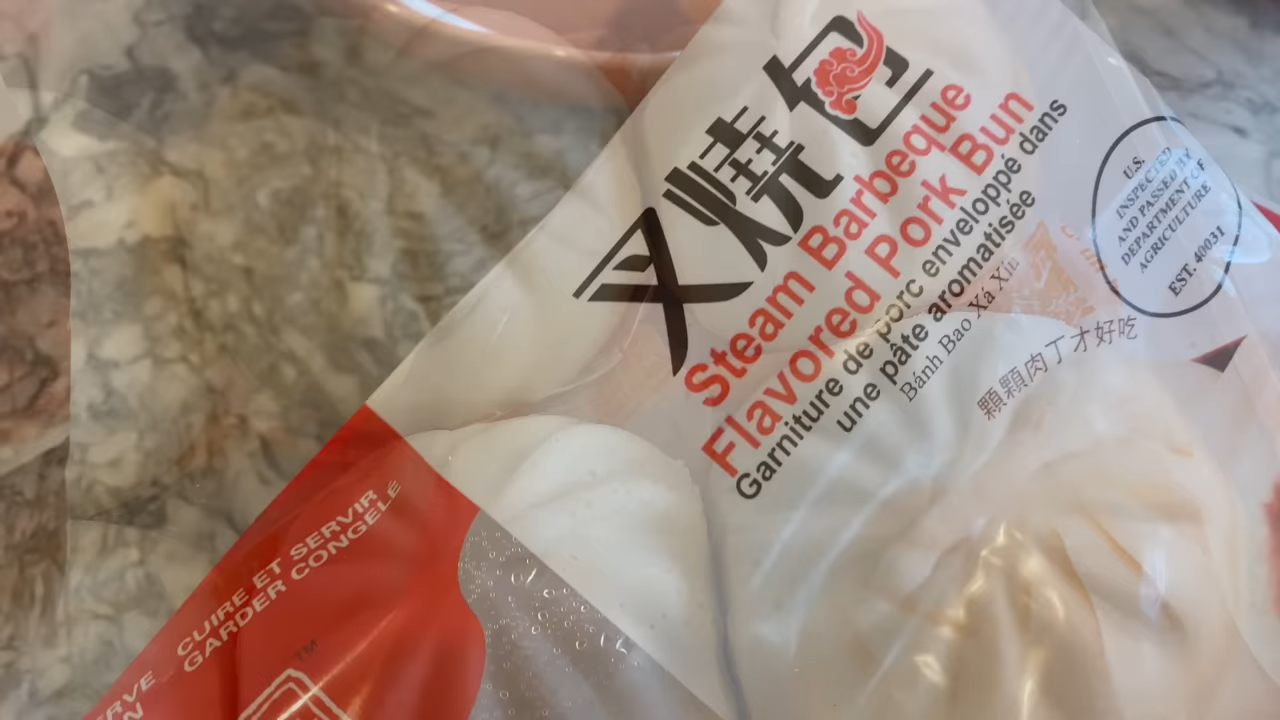 叉燒包
Steam Barbeque
Flavored Pork Bun
Garniture de porc enveloppé dans
une pâte aromatisée
Bánh Bao Xá Xíu
顆顆肉丁才好吃
U.S.
INSPECTED
AND PASSED BY
DEPARTMENT OF
AGRICULTURE
EST. 40031
CUIRE ET SERVIR
GARDER CONGELÉ
TM